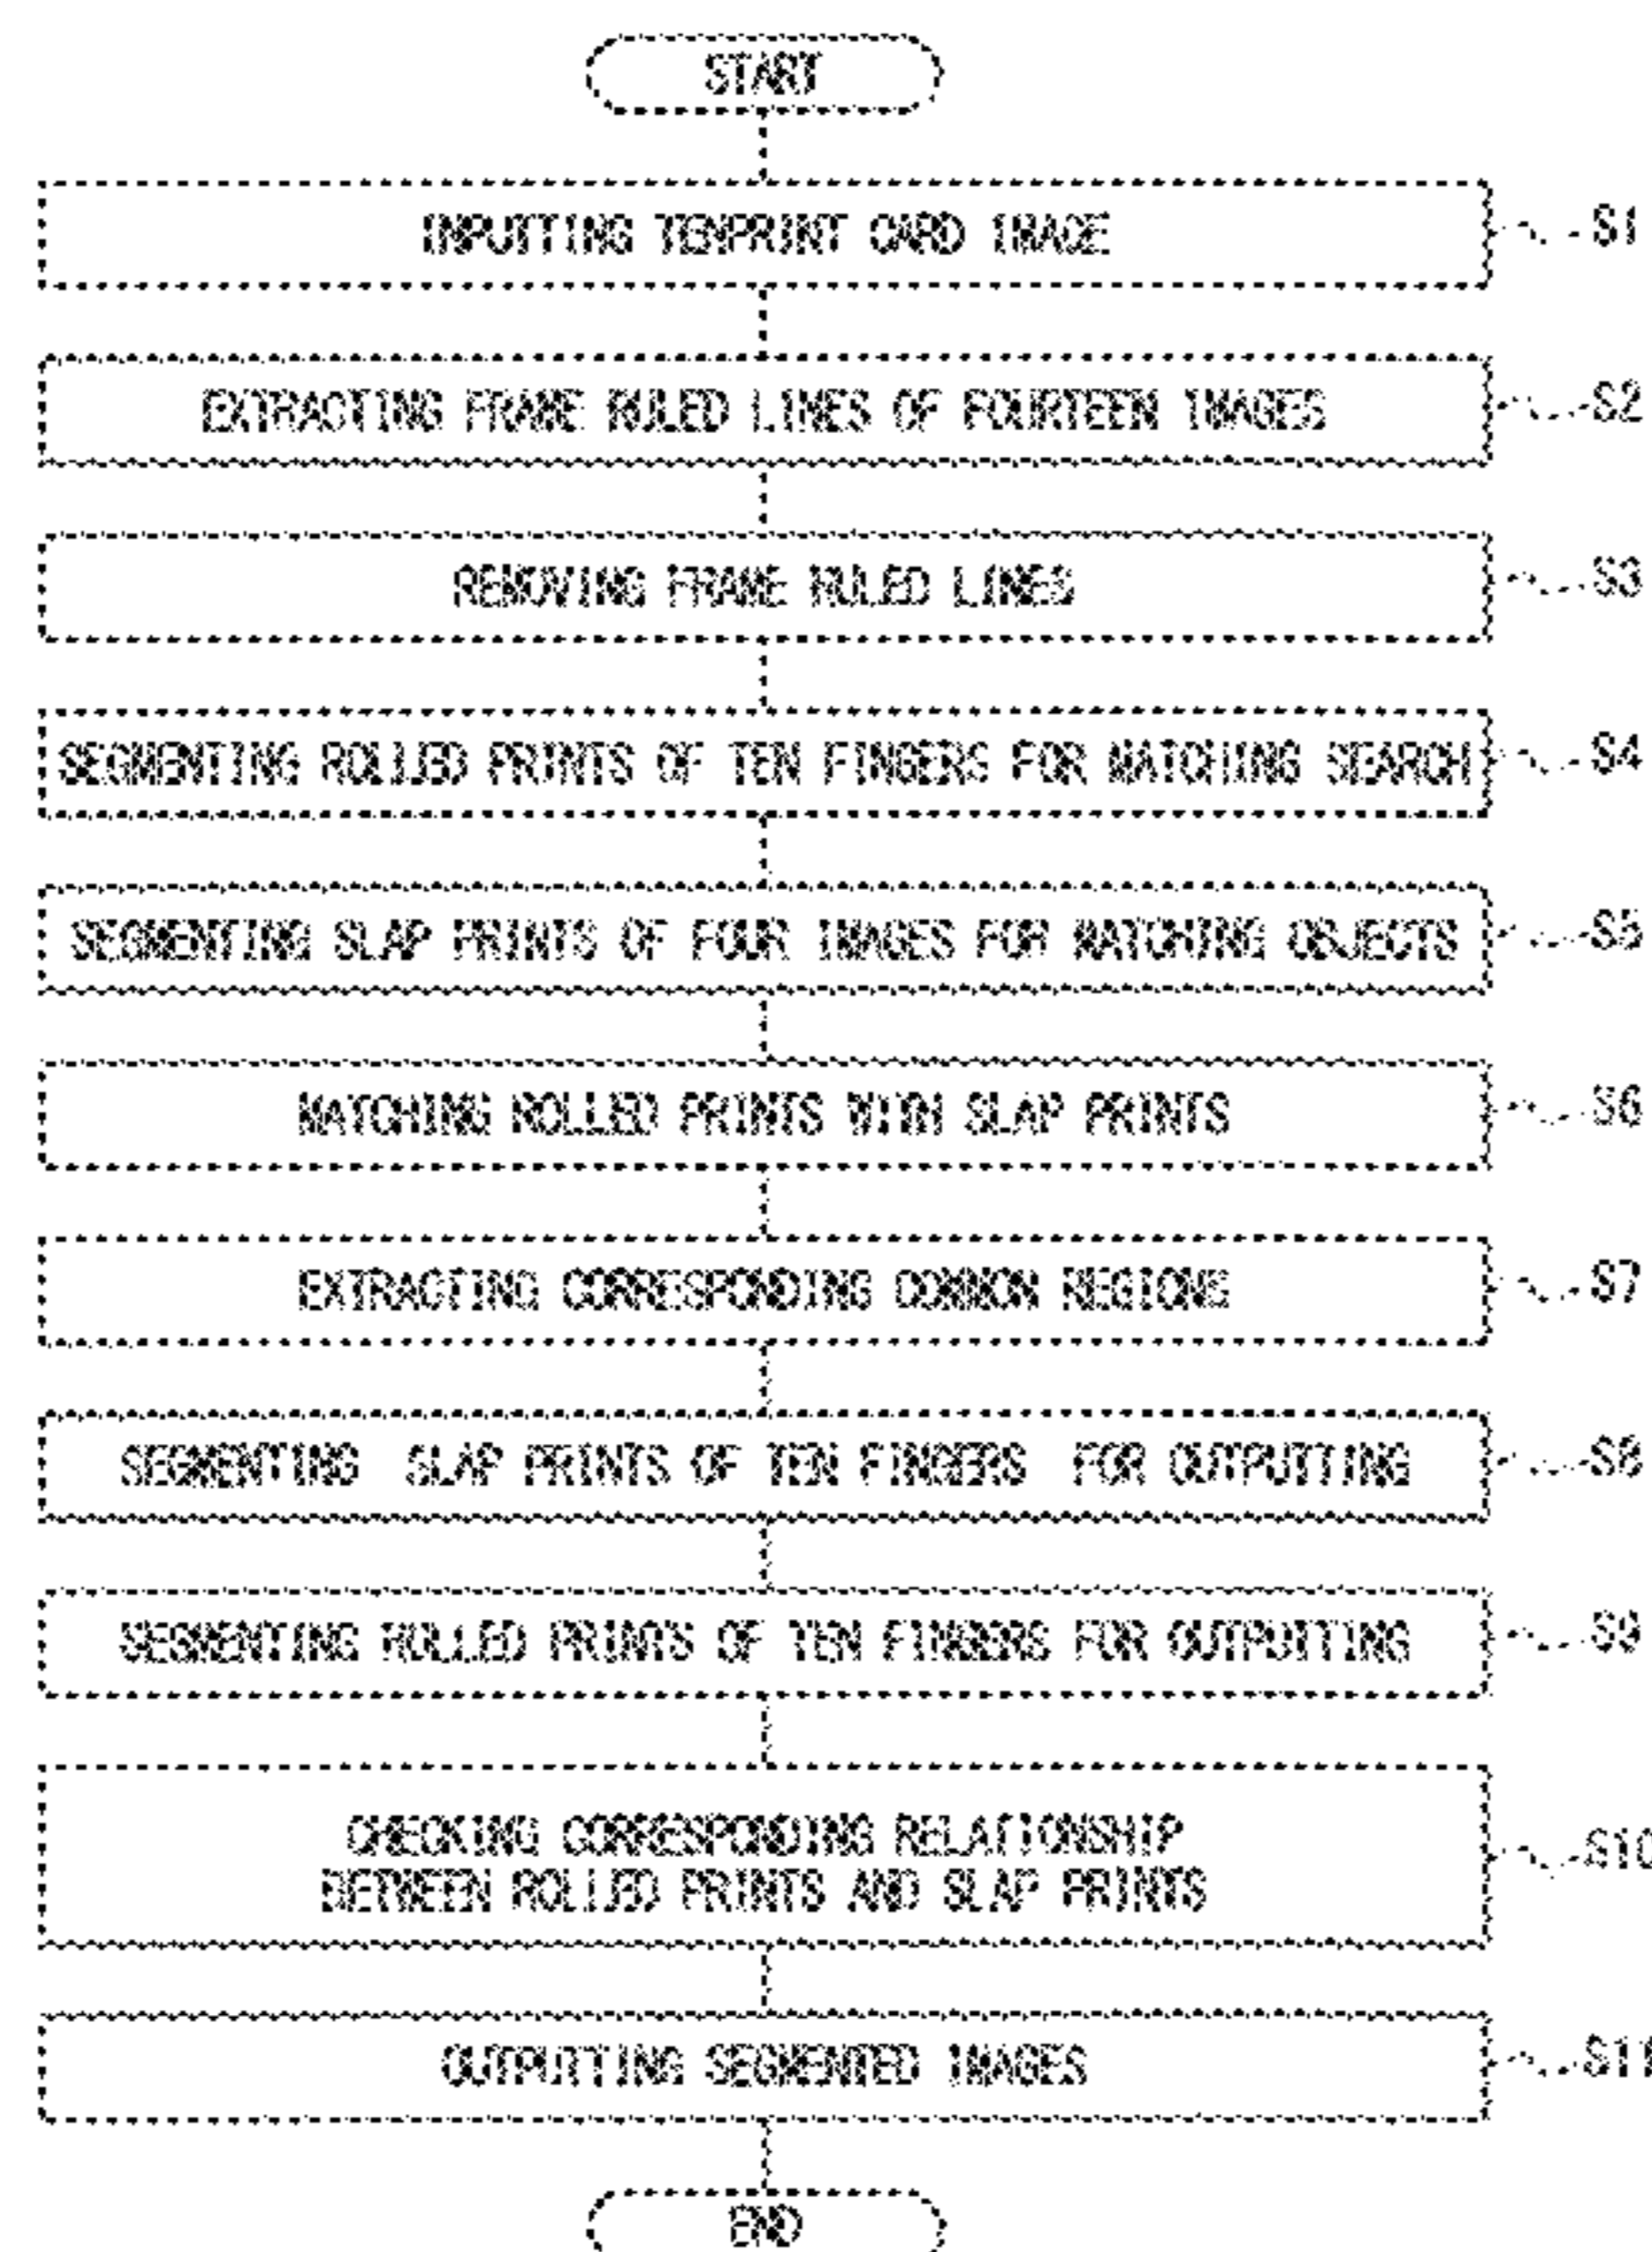 START
INPUTTING TENPRINT CARD IMAGE
S1
EXTRACTING FRAME RULED LINES OF FOURTEEN IMAGES
S2
REMOVING FRAME RULED LINES
S3
SEGMENTING ROLLED PRINTS OF TEN FINGERS FOR MATCHING SEARCH
S4
SEGMENTING SLAP PRINTS OF FOUR IMAGES FOR MATCHING OBJECTS
S5
MATCHING ROLLED PRINTS WITH SLAP PRINTS
S6
EXTRACTING CORRESPONDING COMMON REGIONS
S7
SEGMENTING SLAP PRINTS OF TEN FINGERS FOR OUTPUTTING
S8
SEGMENTING ROLLED PRINTS OF TEN FINGERS FOR OUTPUTTING
S9
CHECKING CORRESPONDING RELATIONSHIP
BETWEEN ROLLED PRINTS AND SLAP PRINTS
S10
OUTPUTTING SEGMENTED IMAGES
S11
END